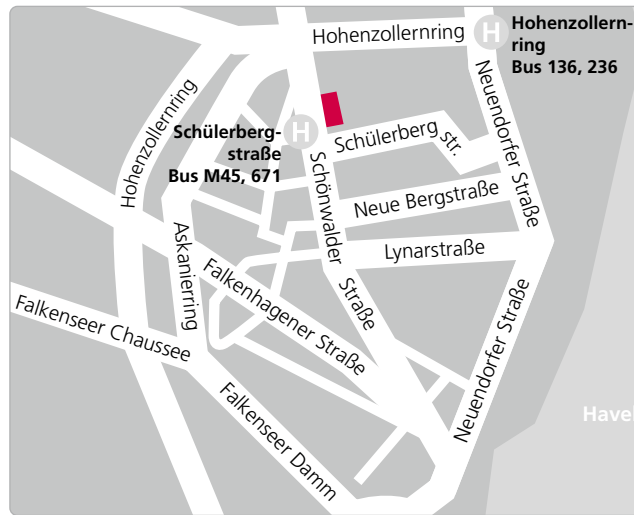 Hohenzollernring
H
Hohenzollern-
ring
Bus 136, 236
Neuendorfer Straße
Hohenzollernring
Schülerberg-
straße
Bus M45, 671
H
Schülerberg
str.
Schönwalder
Straße
Neue Bergstraße
Lynarstraße
Askanierring
Falkenhagener Straße
Falkenseer Chaussee
Falkenseer Damm
Neuendorfer Straße
Havel